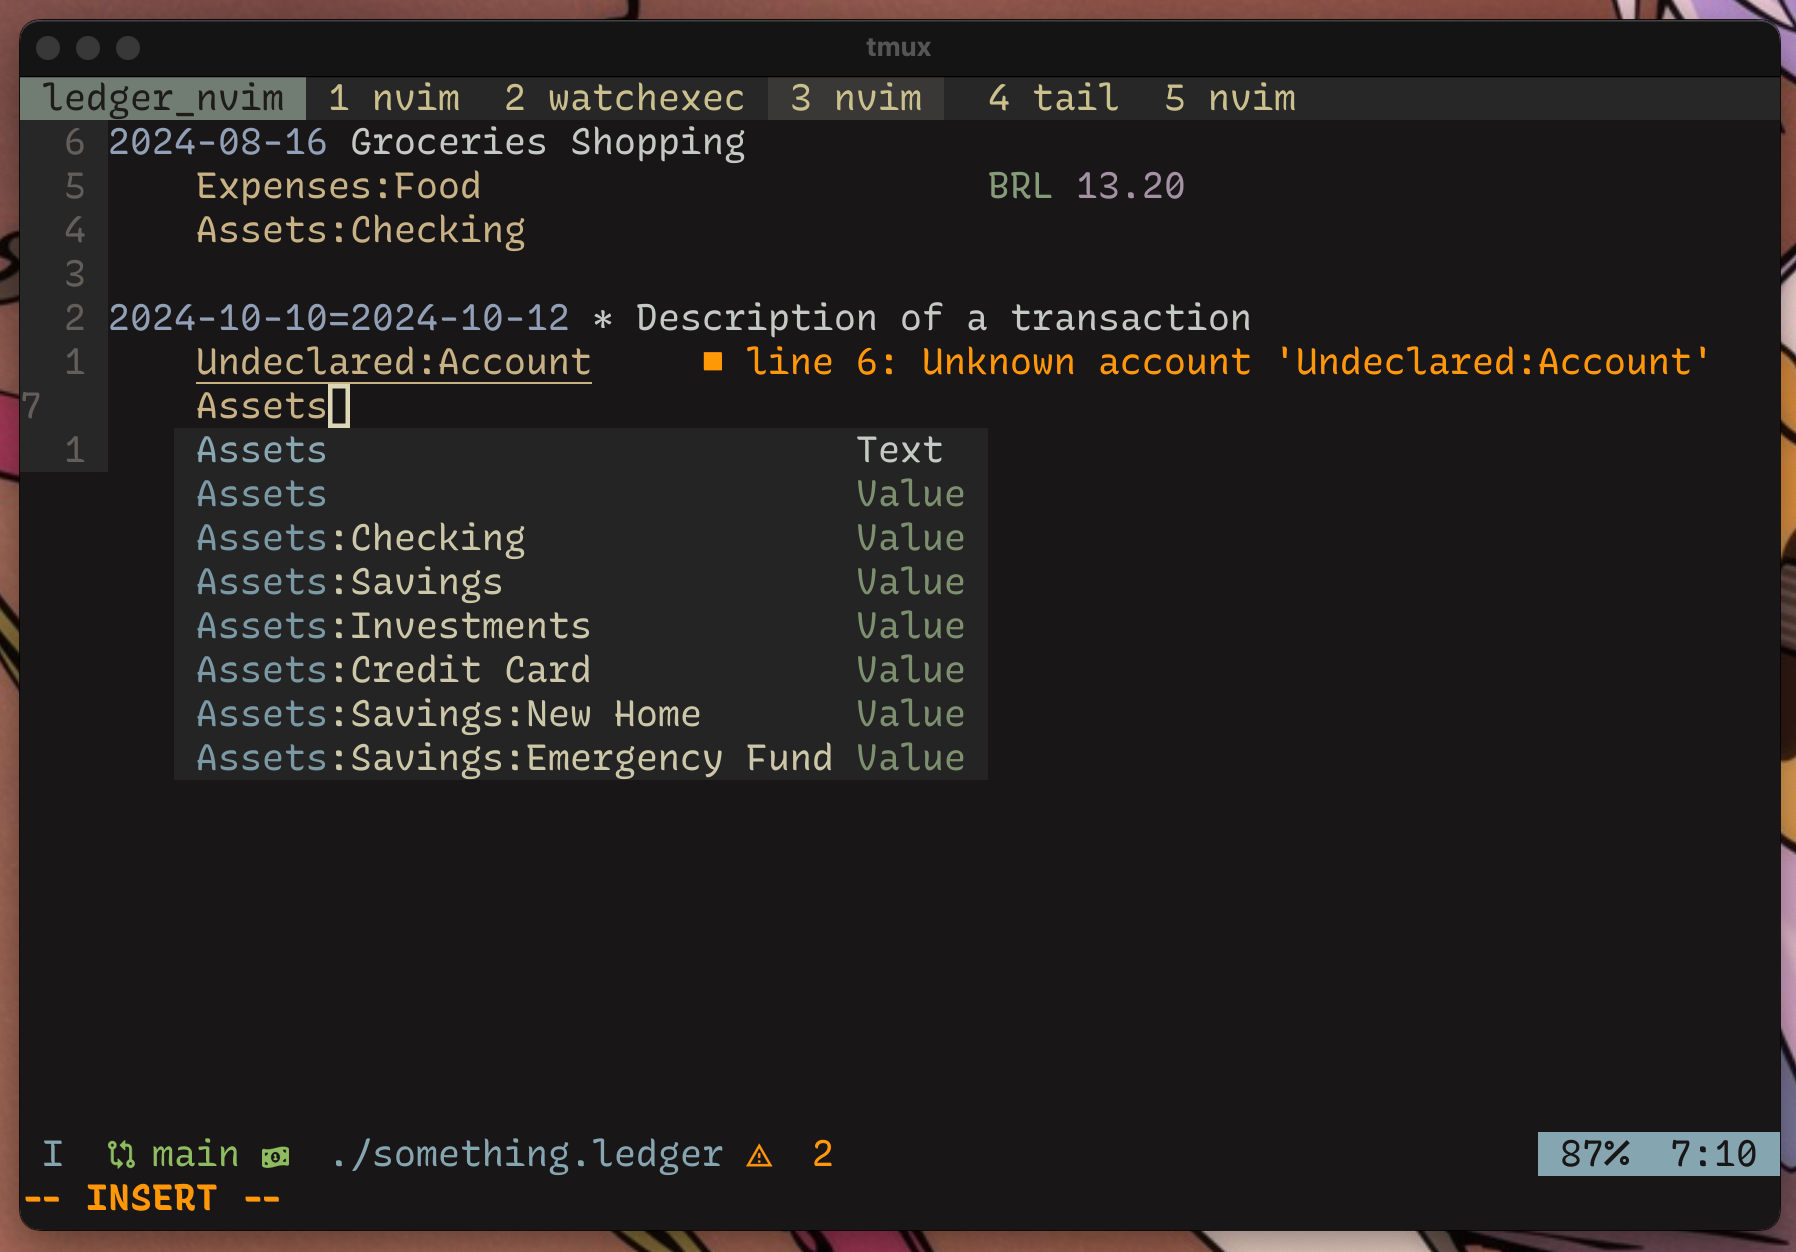 tmux
ledger_nvim 1 nvim 2 watchexec 3 nvim 4 tail 5 nvim
6 2024-08-16 Groceries Shopping
5 Expenses:Food BRL 13.20
4 Assets:Checking
3
2 2024-10-10=2024-10-12 * Description of a transaction
1 Undeclared:Account ■ line 6: Unknown account 'Undeclared:Account'
7 Assets
1 Assets Text
Assets Value
Assets:Checking Value
Assets:Savings Value
Assets:Investments Value
Assets:Credit Card Value
Assets:Savings:New Home Value
Assets:Savings:Emergency Fund Value
I main ./something.ledger ⚠ 2 87% 7:10
-- INSERT --